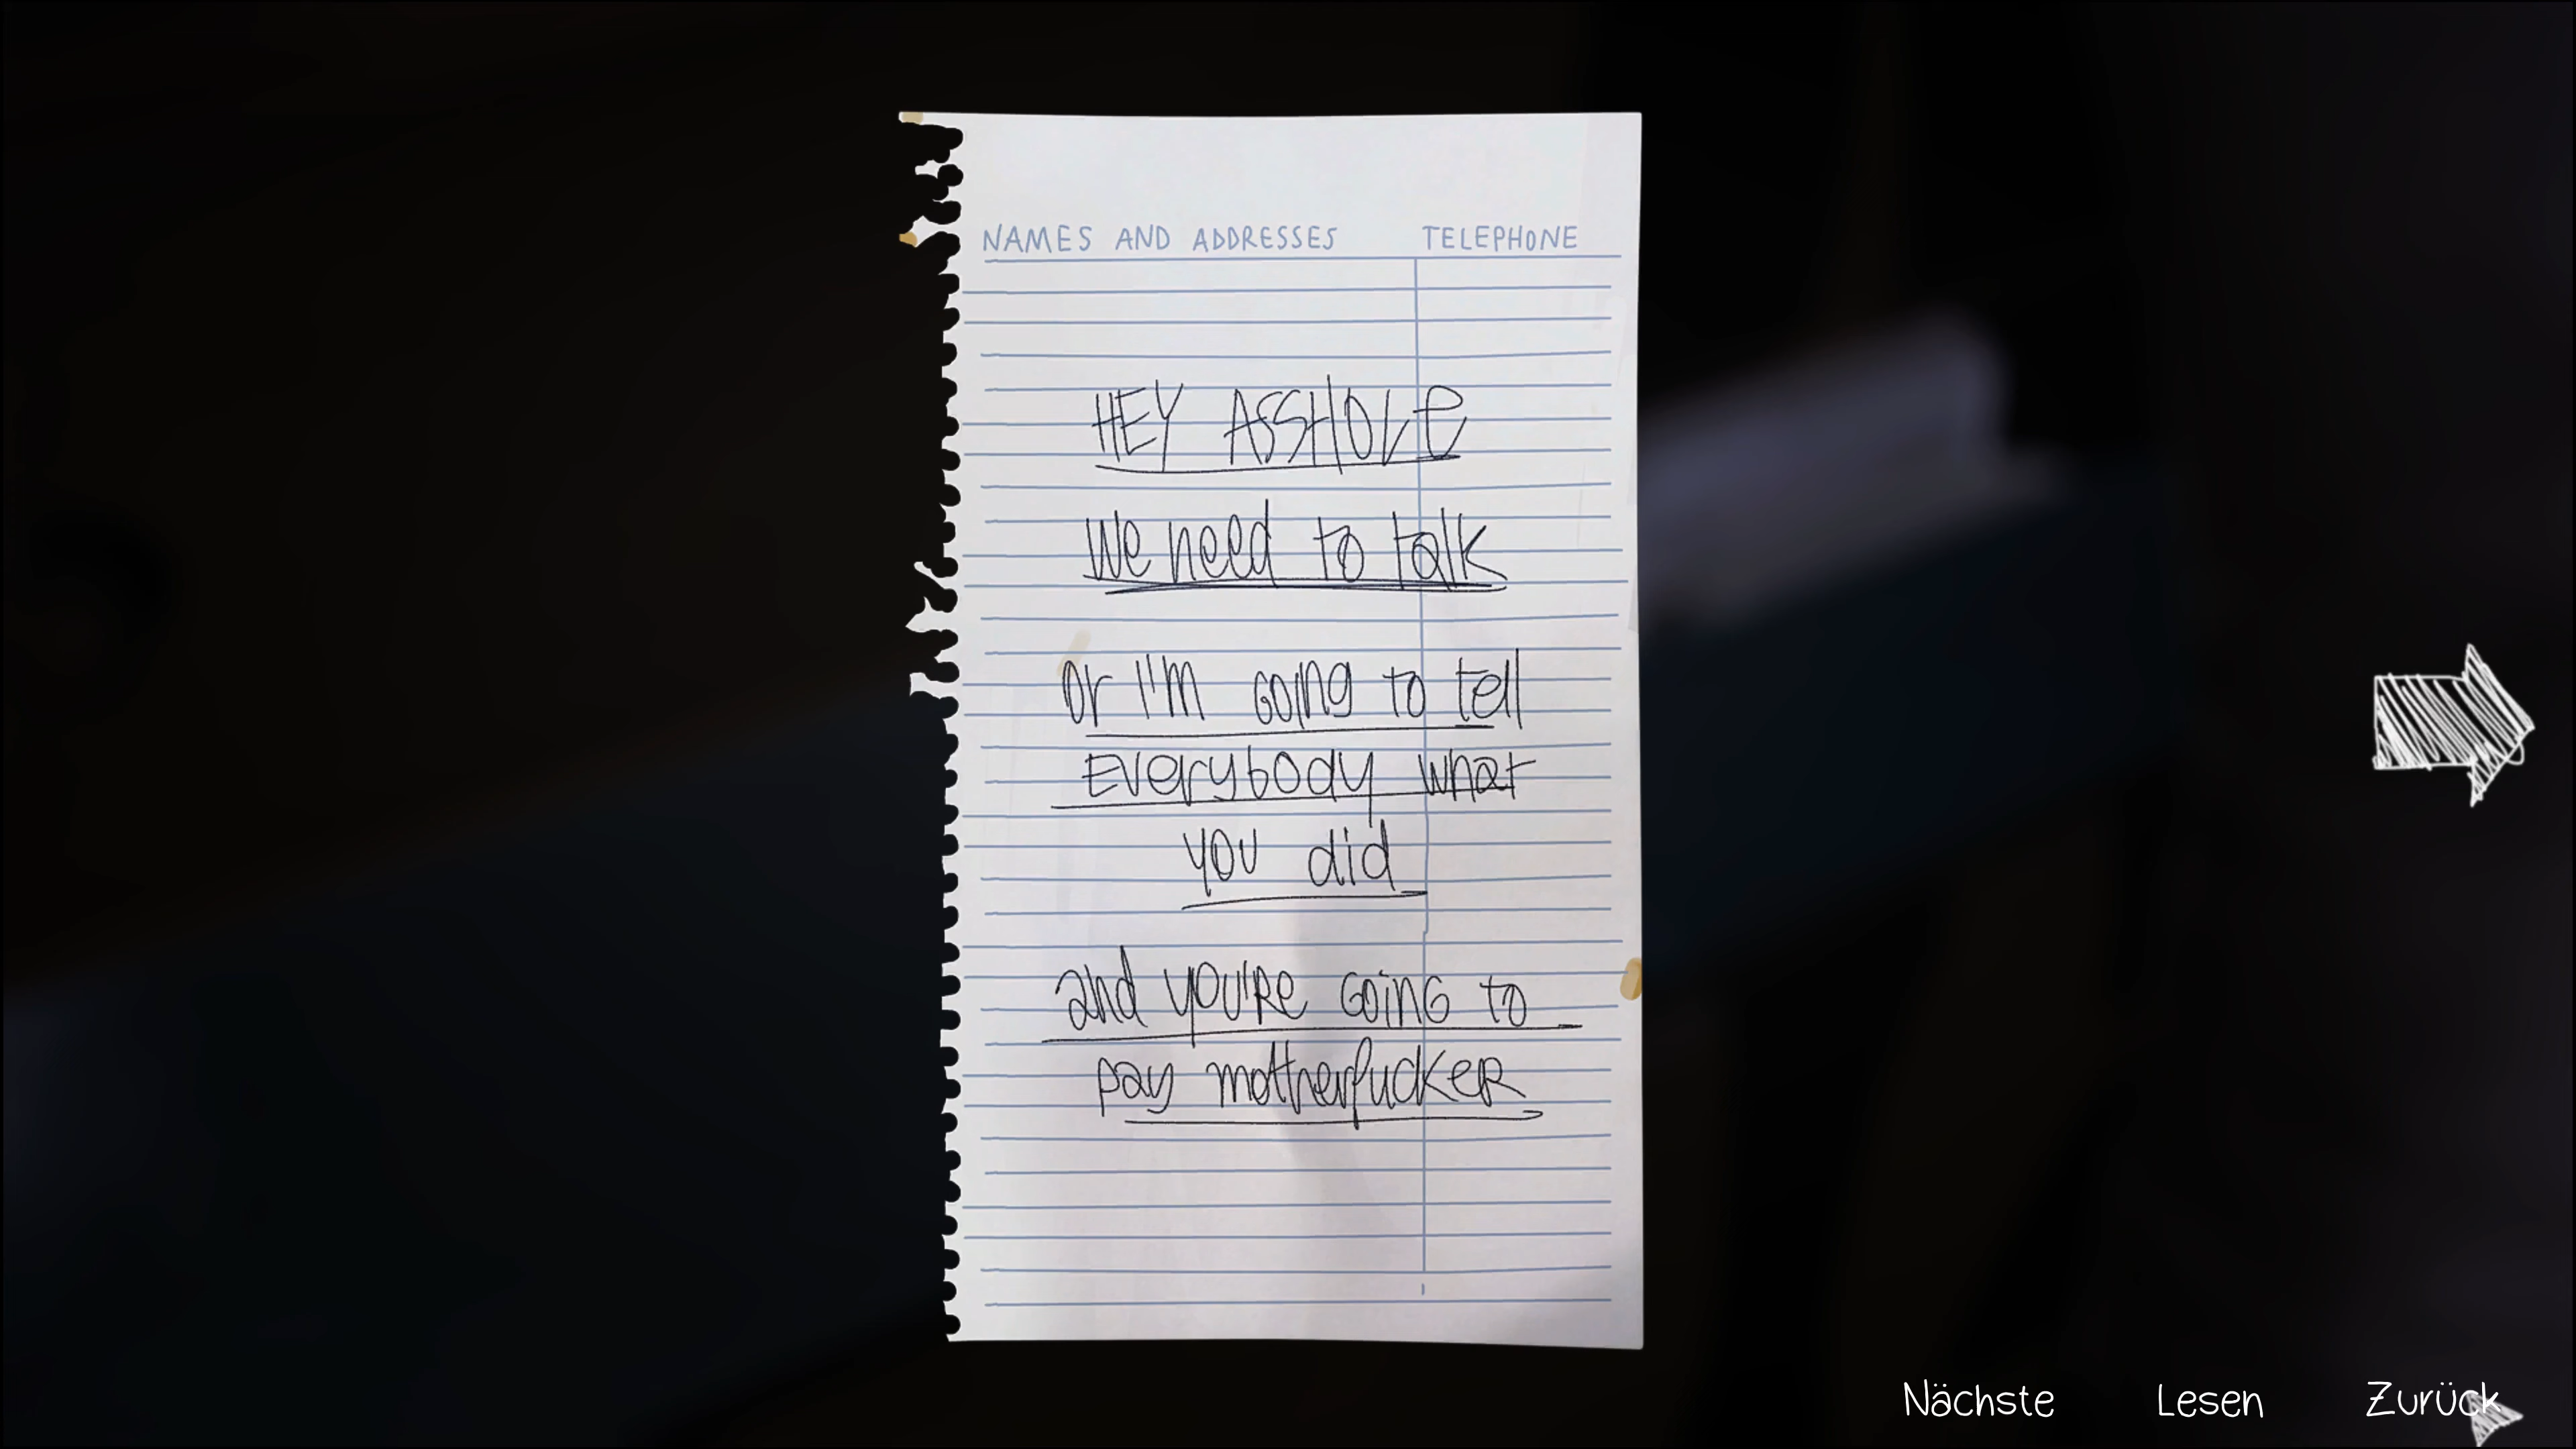 NAMES AND ADDRESSES TELEPHONE
HEY ASSHOLE
We need to talk
Or I'm GOING to tell
Everybody what
you did
and you're GOING to
pay motherfucker
Nächste Lesen Zurück